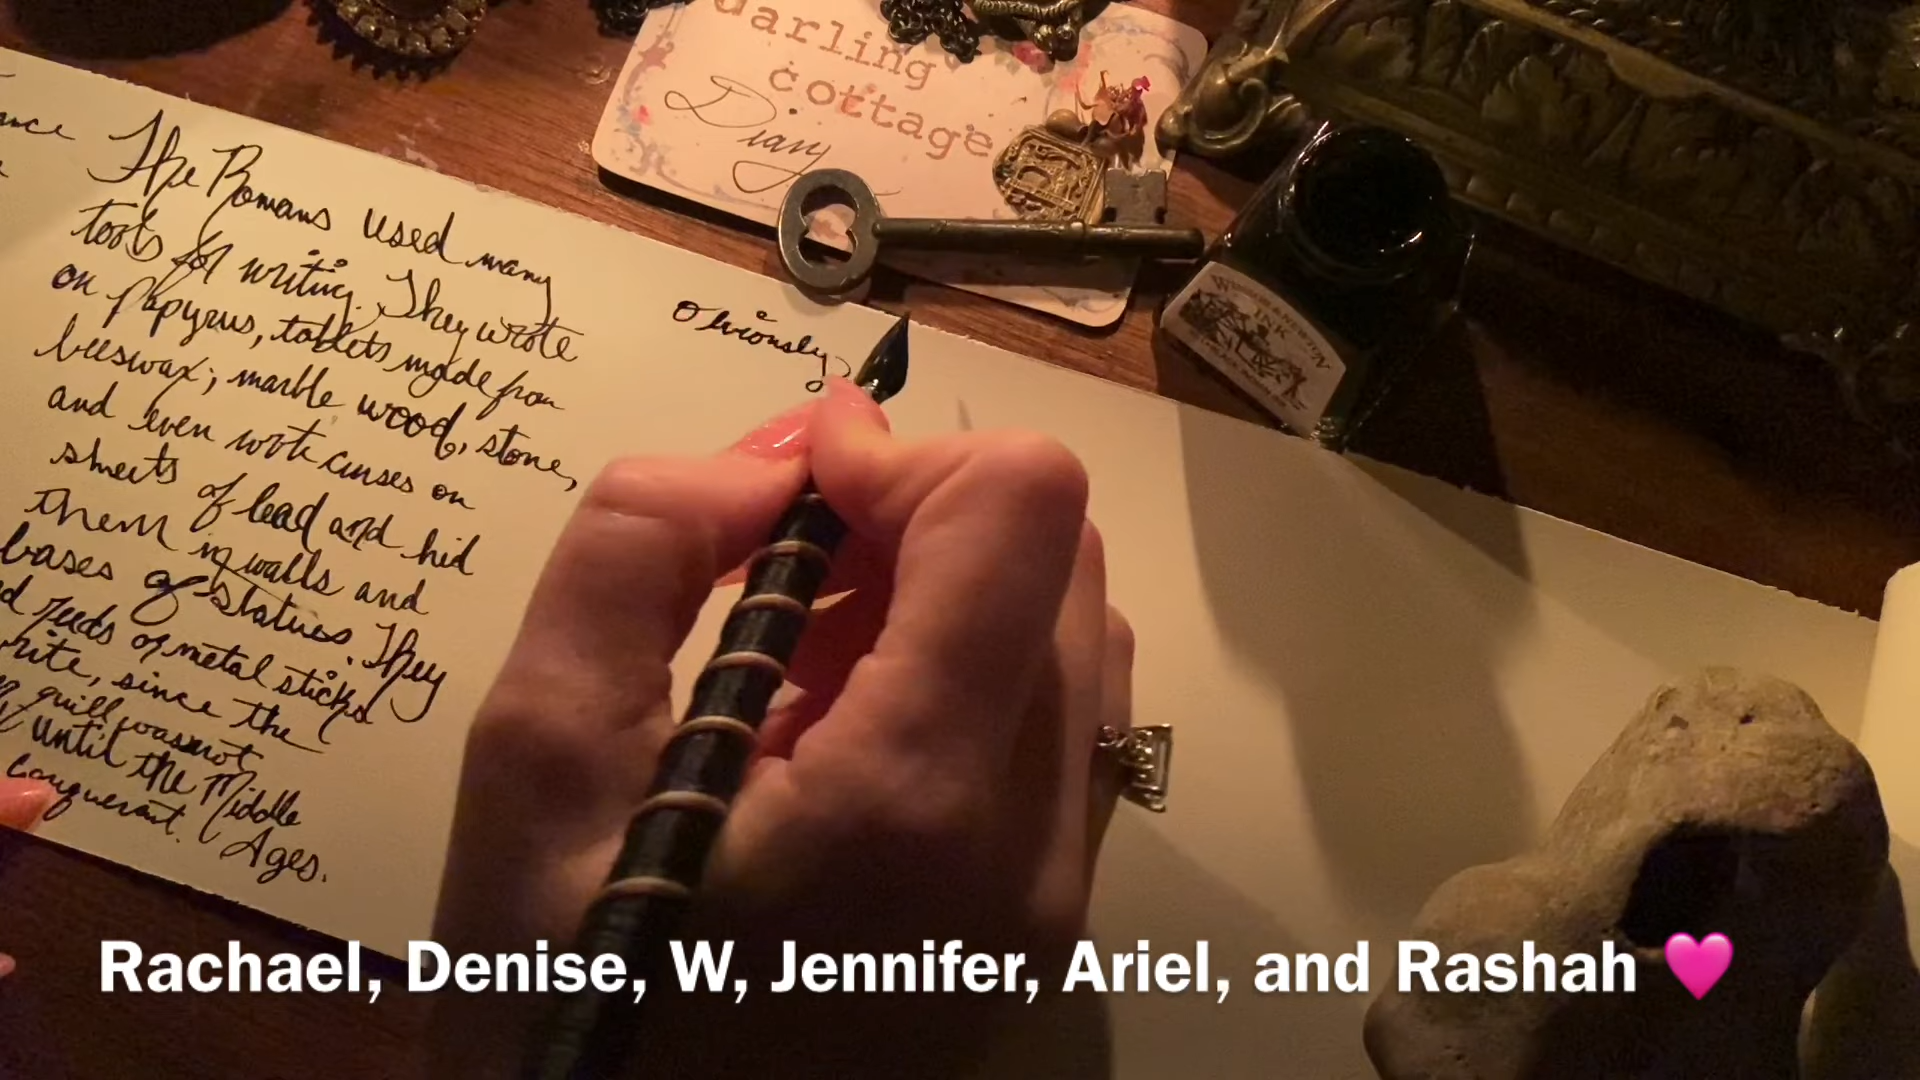 darling
cottage
Diary
The Romans used many
tools for writing. They wrote
on papyrus, tablets made from
beeswax; marble wood, stone,
and even wrote curses on
sheets of lead and hid
them in walls and
bases of statues. They
reeds or metal sticks
since the
quill was not
until the Middle
Ages.
Obviously,
WINSOR & NEWTON
INK
Rachael, Denise, W, Jennifer, Ariel, and Rashah 🩷